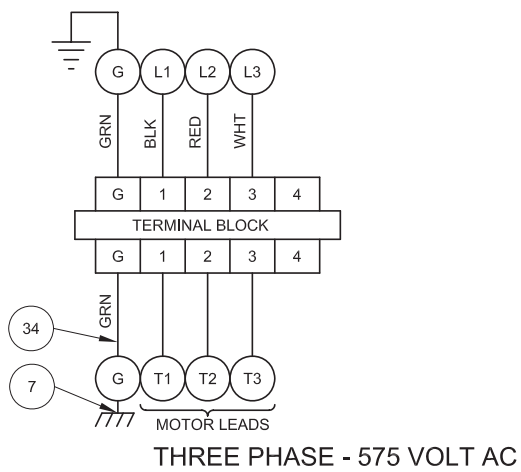 G L1 L2 L3
GRN BLK RED WHT
G 1 2 3 4
TERMINAL BLOCK
G 1 2 3 4
GRN
34
G T1 T2 T3
7
MOTOR LEADS
THREE PHASE - 575 VOLT AC